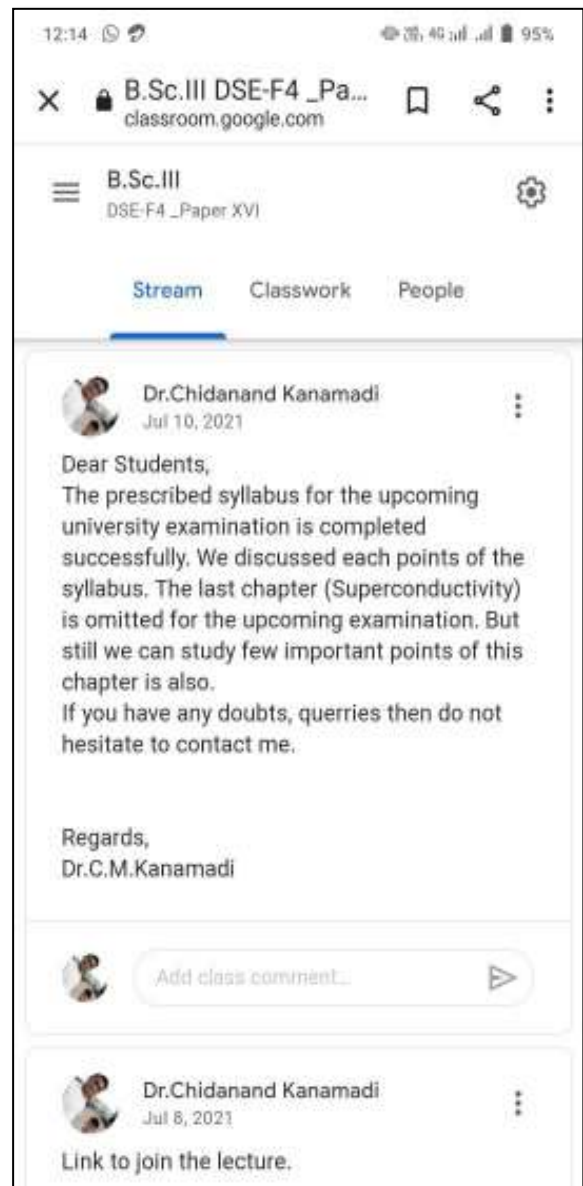 12:14
4G 95%
B.Sc.III DSE-F4 _Pa...
classroom.google.com
B.Sc.III
DSE-F4 _Paper XVI
Stream Classwork People
Dr.Chidanand Kanamadi
Jul 10, 2021
Dear Students,
The prescribed syllabus for the upcoming
university examination is completed
successfully. We discussed each points of the
syllabus. The last chapter (Superconductivity)
is omitted for the upcoming examination. But
still we can study few important points of this
chapter is also.
If you have any doubts, querries then do not
hesitate to contact me.
Regards,
Dr.C.M.Kanamadi
Add class comment...
Dr.Chidanand Kanamadi
Jul 8, 2021
Link to join the lecture.